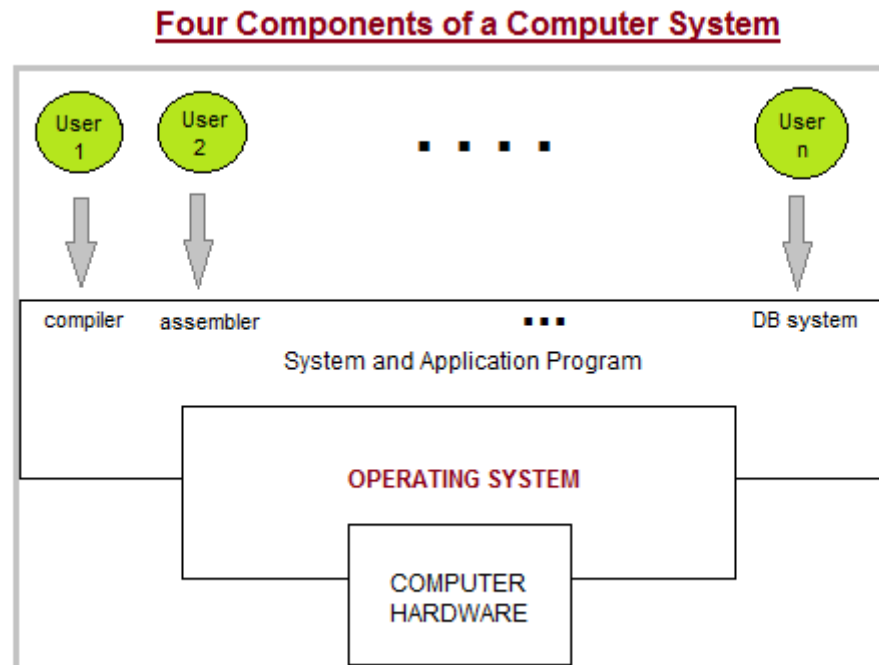 Four Components of a Computer System
User
1
User
2
. . . .
User
n
compiler
assembler
...
DB system
System and Application Program
OPERATING SYSTEM
COMPUTER
HARDWARE